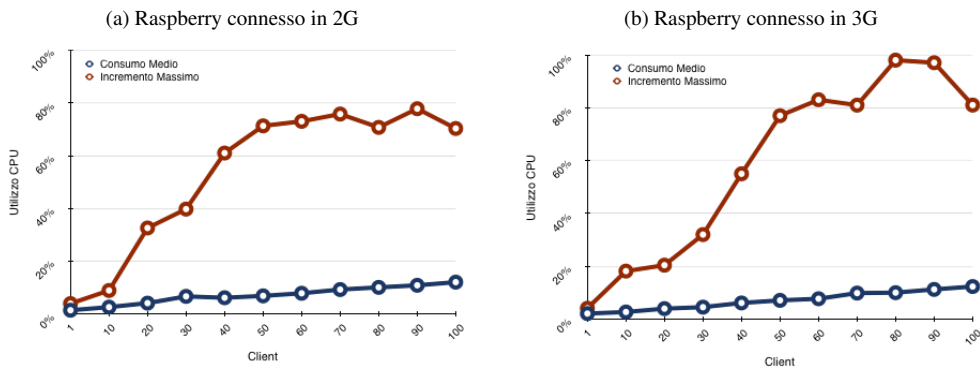 (a) Raspberry connesso in 2G
100%
80%
60%
40%
20%
0%
Utilizzo CPU
Consumo Medio
Incremento Massimo
1 10 20 30 40 50 60 70 80 90 100
Client
(b) Raspberry connesso in 3G
100%
80%
60%
40%
20%
0%
Utilizzo CPU
Consumo Medio
Incremento Massimo
1 10 20 30 40 50 60 70 80 90 100
Client